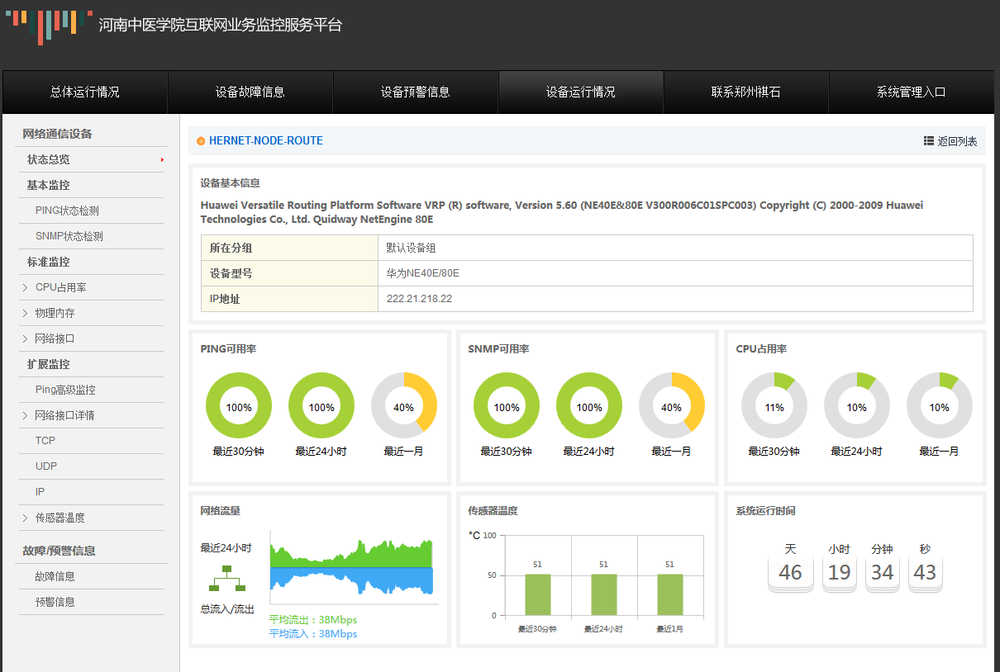 河南中医学院互联网业务监控服务平台
总体运行情况 设备故障信息 设备预警信息 设备运行情况 联系郑州祺石 系统管理入口
网络通信设备
状态总览
基本监控
PING状态检测
SNMP状态检测
标准监控
CPU占用率
物理内存
网络接口
扩展监控
Ping高级监控
网络接口详情
TCP
UDP
IP
传感器温度
故障/预警信息
故障信息
预警信息
HERNET-NODE-ROUTE 返回列表
设备基本信息
Huawei Versatile Routing Platform Software VRP (R) software, Version 5.60 (NE40E&80E V300R006C01SPC003) Copyright (C) 2000-2009 Huawei
Technologies Co., Ltd. Quidway NetEngine 80E
所在分组 默认设备组
设备型号 华为NE40E/80E
IP地址 222.21.218.22
PING可用率
100% 100% 40%
最近30分钟 最近24小时 最近一月
SNMP可用率
100% 100% 40%
最近30分钟 最近24小时 最近一月
CPU占用率
11% 10% 10%
最近30分钟 最近24小时 最近一月
网络流量
最近24小时
总流入/流出
平均流出：38Mbps
平均流入：38Mbps
传感器温度
°C 100
51 51 51
50
0
最近30分钟 最近24小时 最近1月
系统运行时间
天 小时 分钟 秒
46 19 34 43